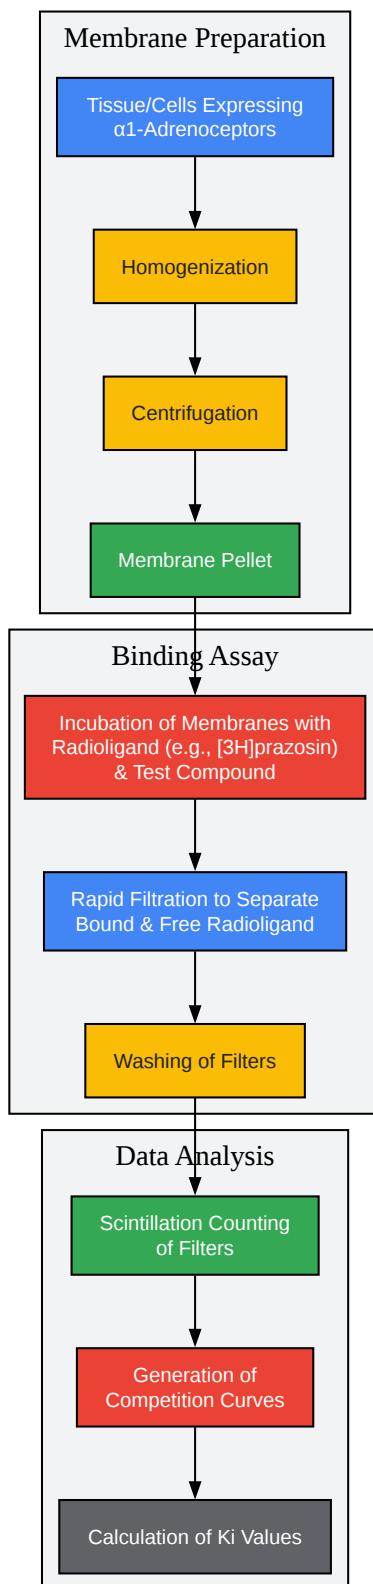 Membrane Preparation
Tissue/Cells Expressing
α1-Adrenoceptors
Homogenization
Centrifugation
Membrane Pellet
Binding Assay
Incubation of Membranes with
Radioligand (e.g., [3H]prazosin)
& Test Compound
Rapid Filtration to Separate
Bound & Free Radioligand
Washing of Filters
Data Analysis
Scintillation Counting
of Filters
Generation of
Competition Curves
Calculation of Ki Values